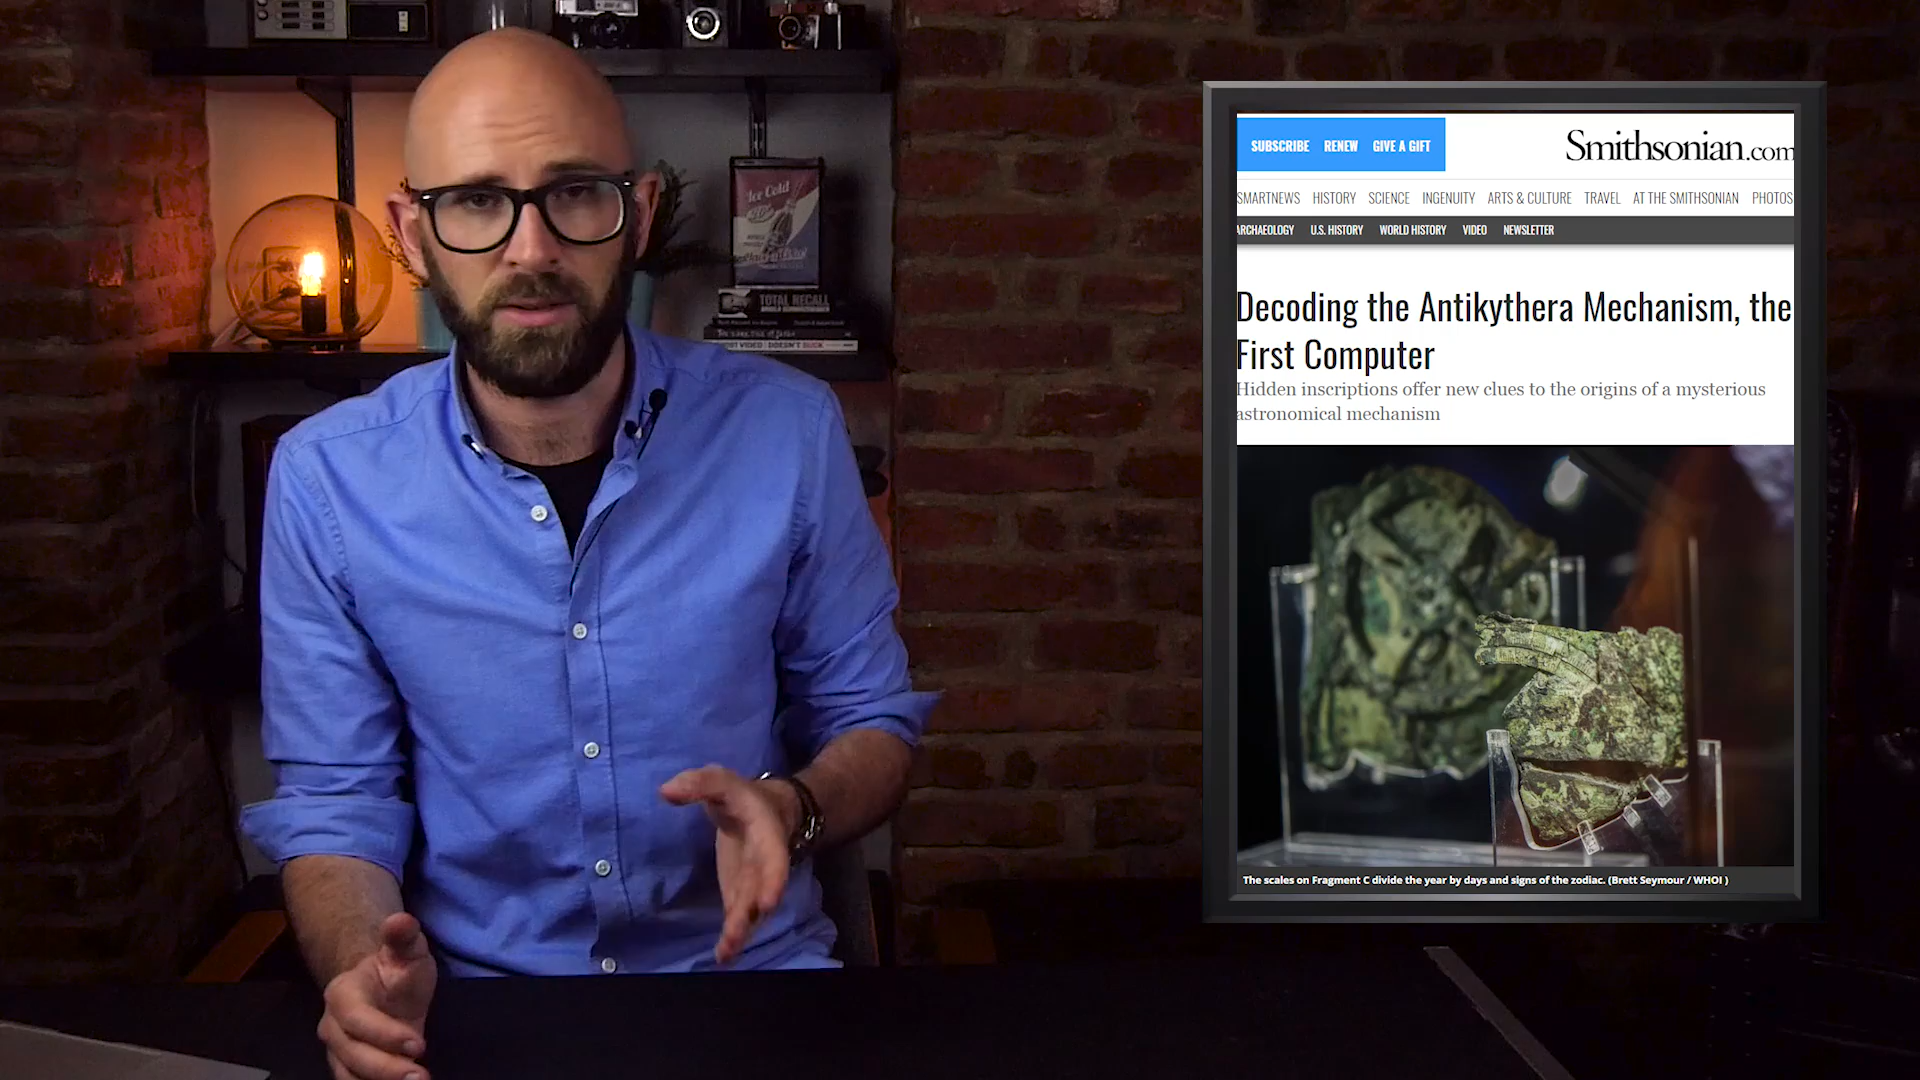 Ice Cold
TOTAL RECALL
SUBSCRIBE RENEW GIVE A GIFT
Smithsonian.com
SMARTNEWS HISTORY SCIENCE INGENUITY ARTS & CULTURE TRAVEL AT THE SMITHSONIAN PHOTOS
ARCHAEOLOGY U.S. HISTORY WORLD HISTORY VIDEO NEWSLETTER
Decoding the Antikythera Mechanism, the
First Computer
Hidden inscriptions offer new clues to the origins of a mysterious
astronomical mechanism
The scales on Fragment C divide the year by days and signs of the zodiac. (Brett Seymour / WHOI )